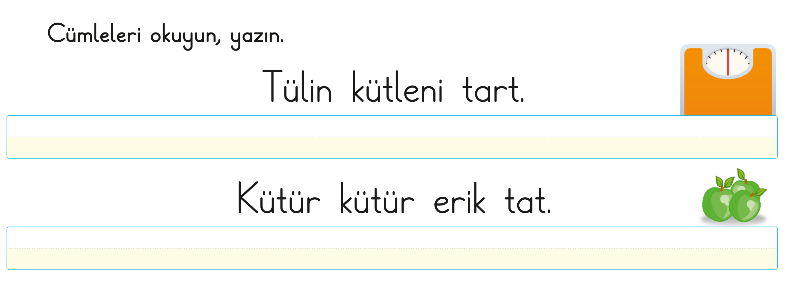 Cümleleri okuyun, yazın.
Tülin kütleni tart.
Kütür kütür erik tat.